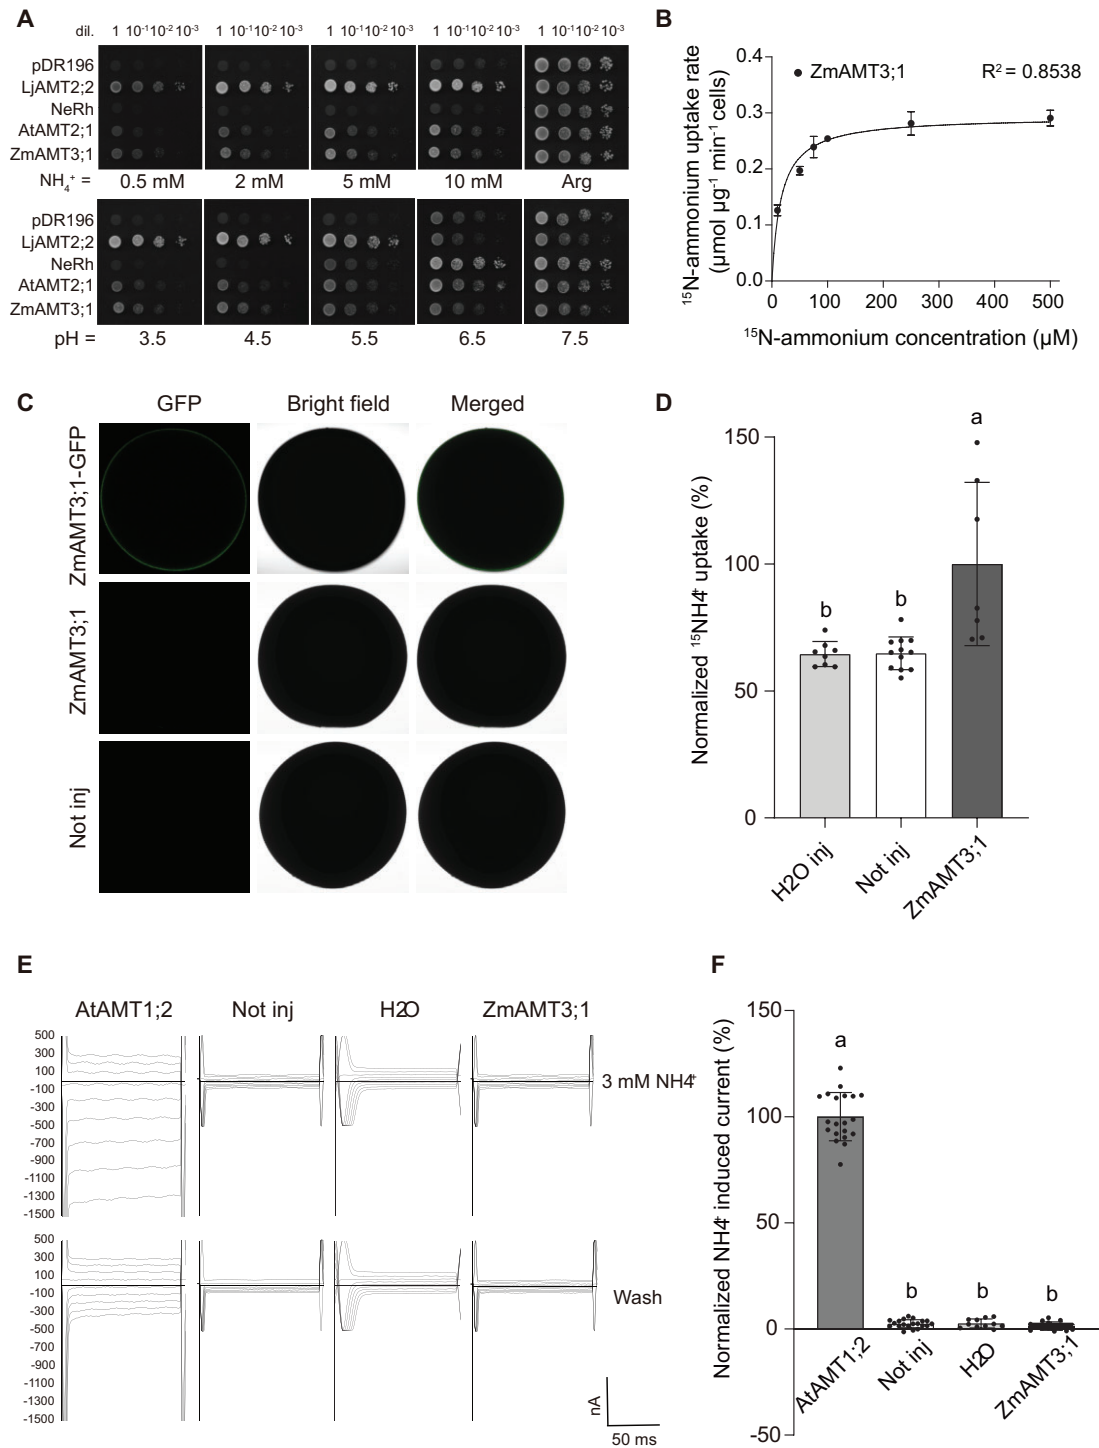 A
dil. 1 10⁻¹ 10⁻² 10⁻³ 1 10⁻¹ 10⁻² 10⁻³ 1 10⁻¹ 10⁻² 10⁻³ 1 10⁻¹ 10⁻² 10⁻³ 1 10⁻¹ 10⁻² 10⁻³
pDR196
LjAMT2;2
NeRh
AtAMT2;1
ZmAMT3;1
NH₄⁺ = 0.5 mM 2 mM 5 mM 10 mM Arg
pDR196
LjAMT2;2
NeRh
AtAMT2;1
ZmAMT3;1
pH = 3.5 4.5 5.5 6.5 7.5
B
¹⁵N-ammonium uptake rate
(µmol µg⁻¹ min⁻¹ cells)
0.4
0.3
0.2
0.1
0.0
ZmAMT3;1 R² = 0.8538
0 100 200 300 400 500
¹⁵N-ammonium concentration (µM)
C
GFP Bright field Merged
ZmAMT3;1-GFP
ZmAMT3;1
Not inj
D
Normalized ¹⁵NH4⁺ uptake (%)
150
100
50
0
b b a
H2O inj Not inj ZmAMT3;1
E
AtAMT1;2 Not inj H2O ZmAMT3;1
500
300
100
-100
-300
-500
-700
-900
-1100
-1300
-1500
3 mM NH4⁺
500
300
100
-100
-300
-500
-700
-900
-1100
-1300
-1500
Wash
nA
50 ms
F
Normalized NH4⁺ induced current (%)
150
100
50
0
-50
a b b b
AtAMT1;2 Not inj H2O ZmAMT3;1